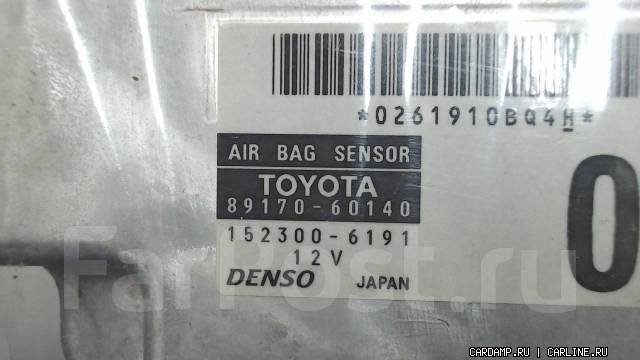 *0261910BQ4H*
AIR BAG SENSOR
0
TOYOTA
89170-60140
152300-6191
12V
DENSO JAPAN
FarPost.ru
CARDAMP.RU | CARLINE.RU